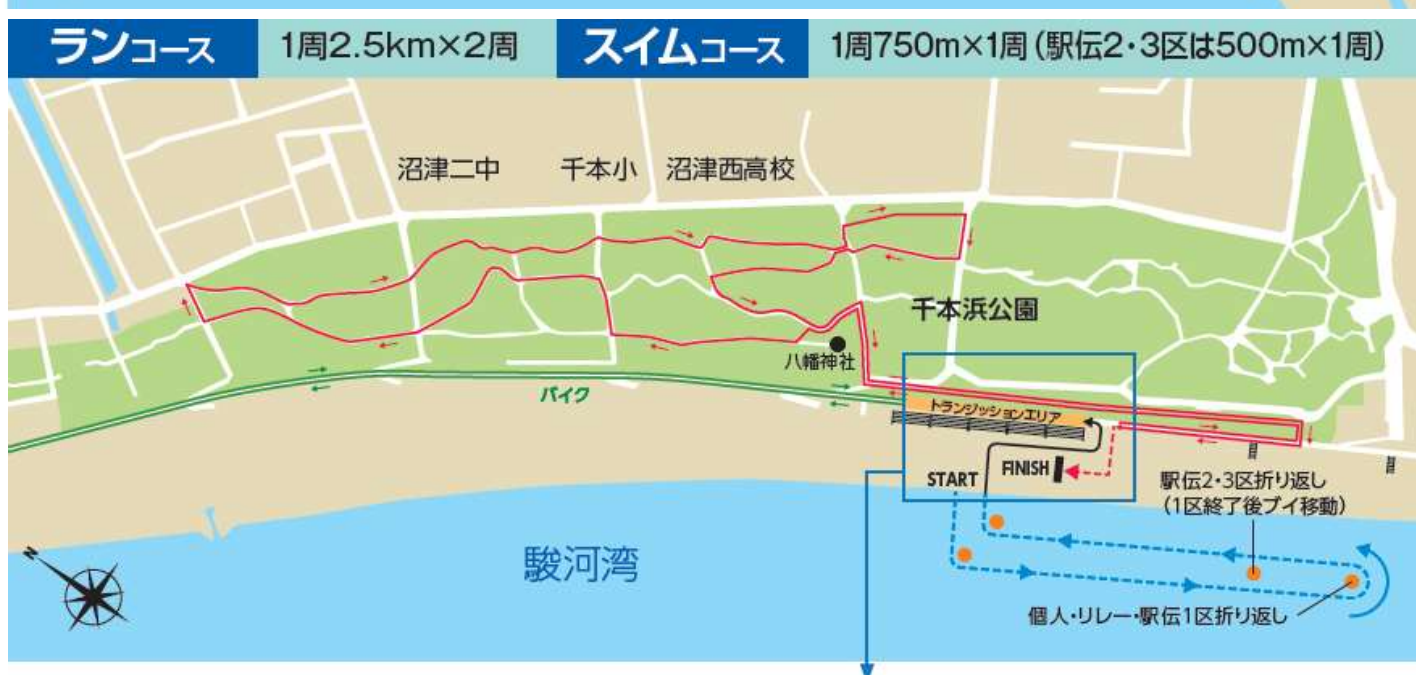 ランコース 1周2.5km×2周 スイムコース 1周750m×1周(駅伝2・3区は500m×1周)
沼津二中 千本小 沼津西高校
千本浜公園
八幡神社
バイク
トランジッションエリア
START
FINISH
駅伝2・3区折り返し
(1区終了後ブイ移動)
駿河湾
個人・リレー・駅伝1区折り返し
N